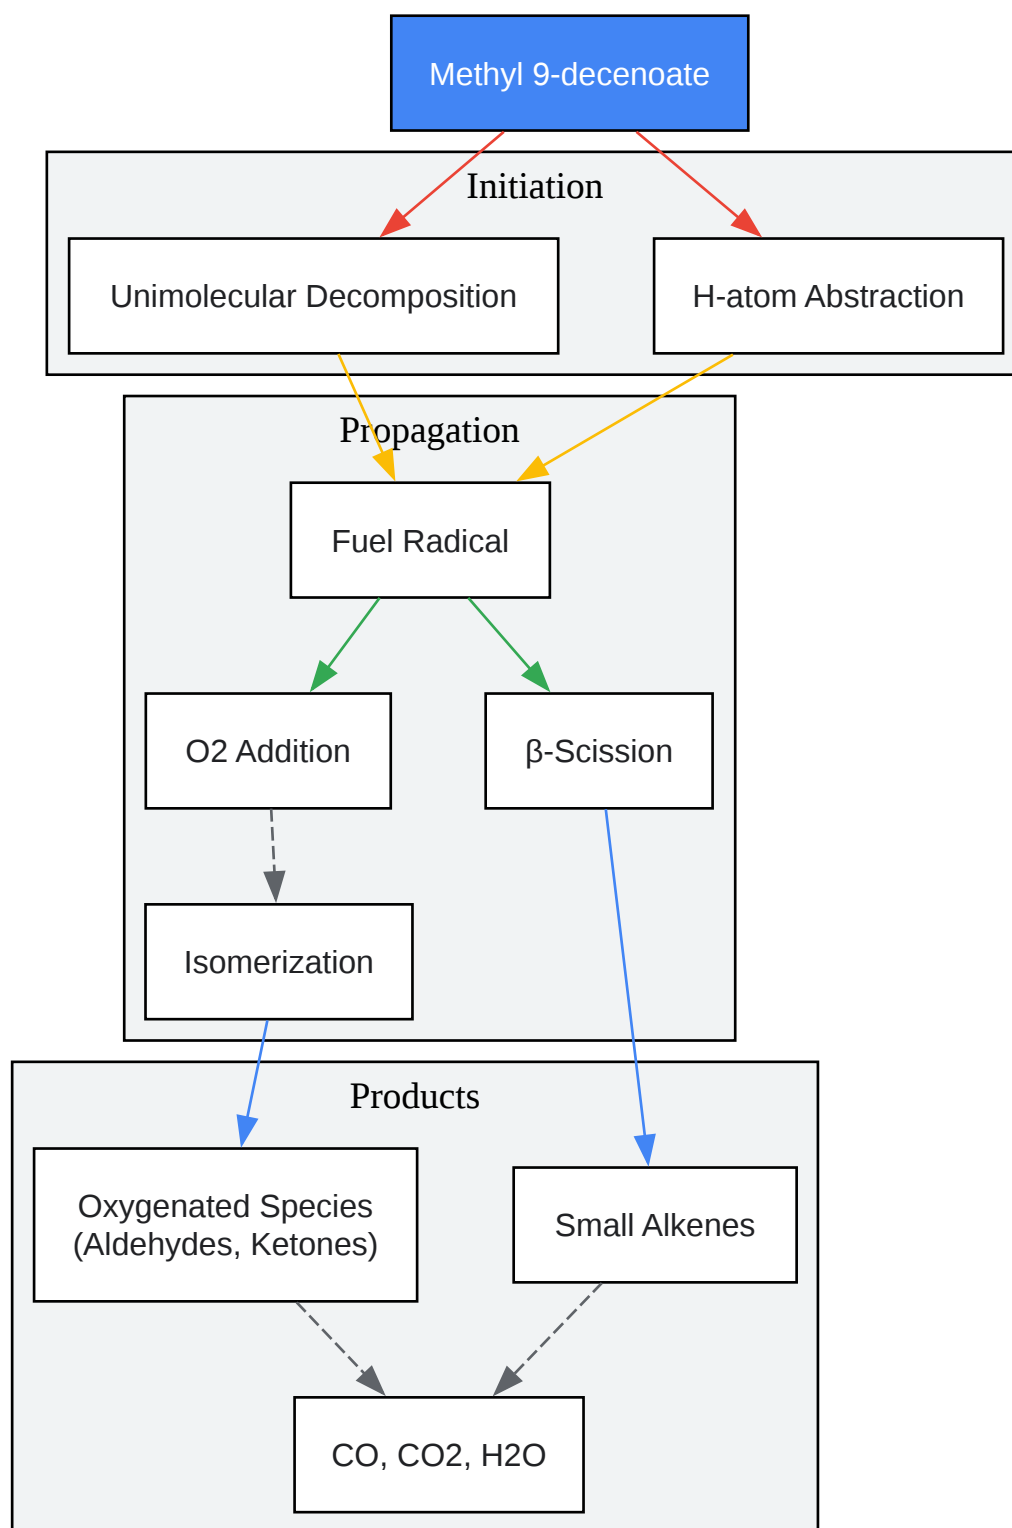 Methyl 9-decenoate
Initiation
Unimolecular Decomposition
H-atom Abstraction
Propagation
Fuel Radical
O2 Addition
β-Scission
Isomerization
Products
Oxygenated Species
(Aldehydes, Ketones)
Small Alkenes
CO, CO2, H2O